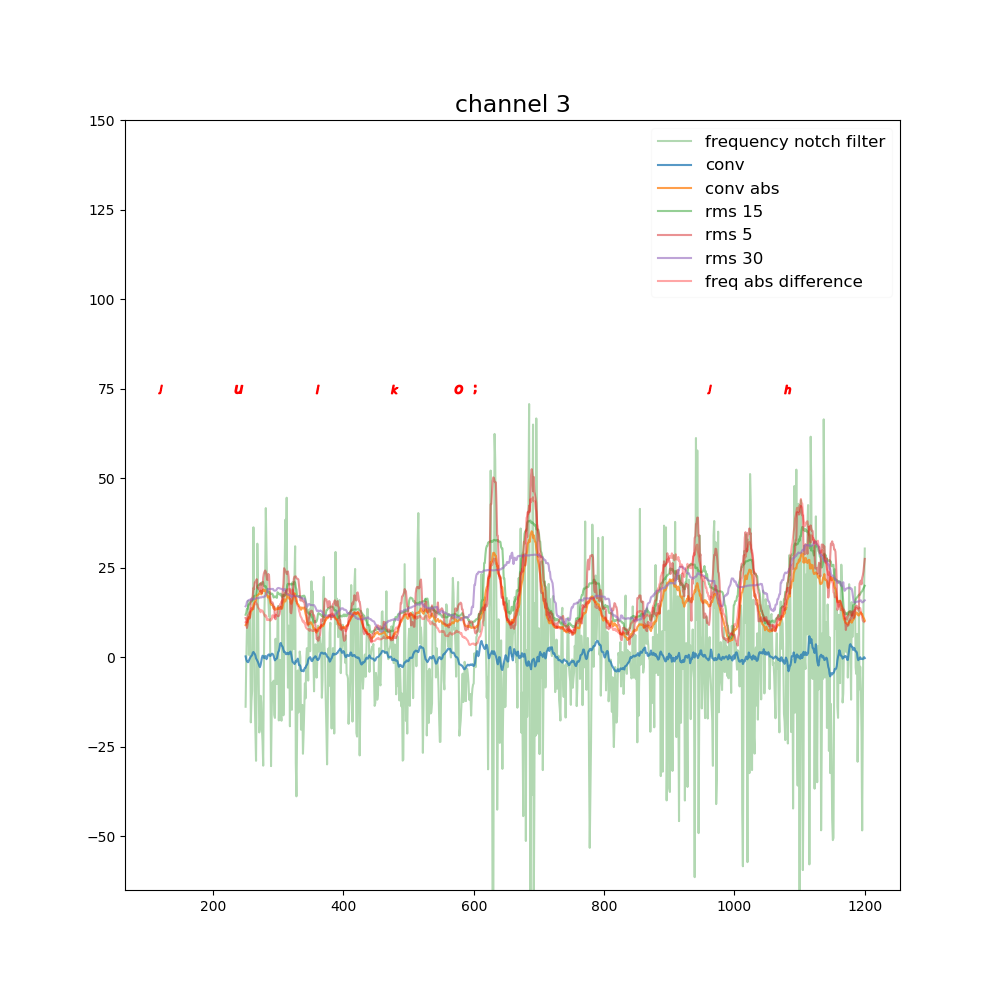 channel 3
150
frequency notch filter
conv
conv abs
rms 15
rms 5
rms 30
freq abs difference
125
100
75
J u l k o ; J h
50
25
0
−25
−50
200 400 600 800 1000 1200